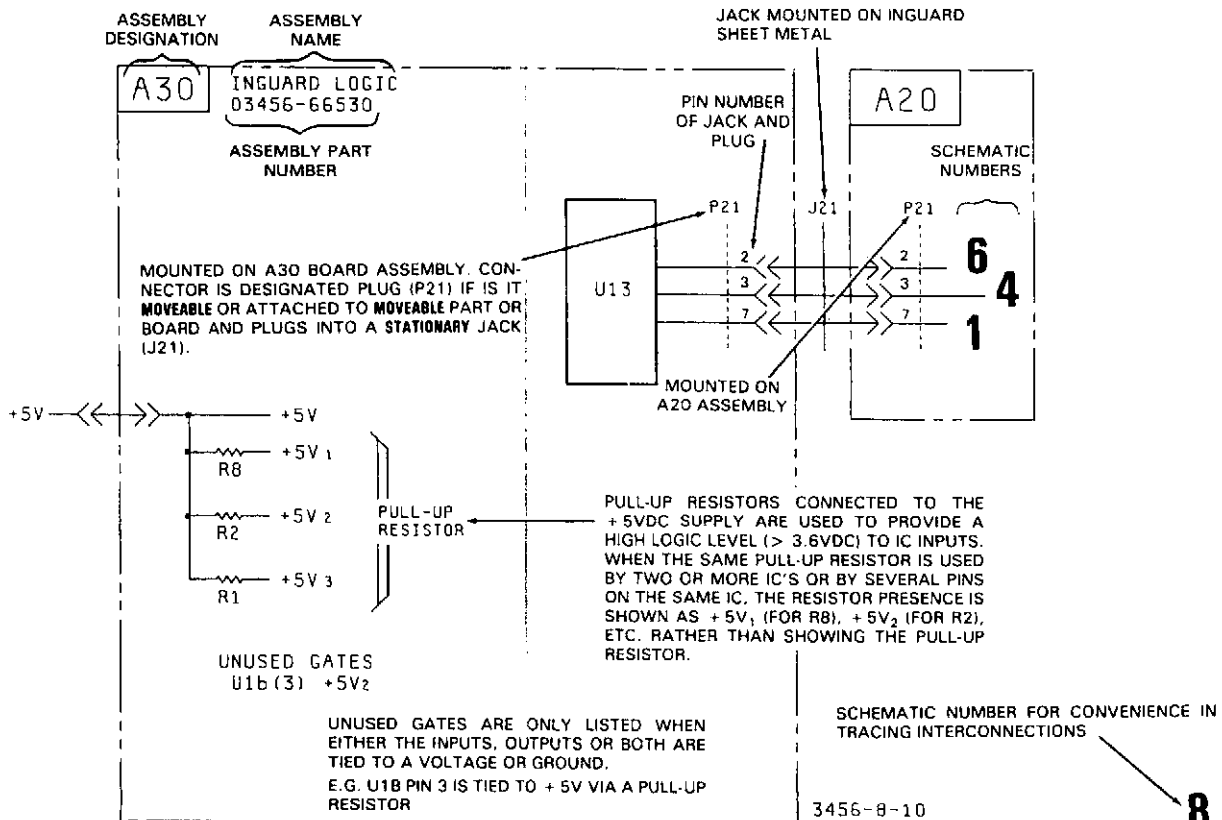 ASSEMBLY
DESIGNATION
ASSEMBLY
NAME
A30
INGUARD LOGIC
03456-66530
ASSEMBLY PART
NUMBER
JACK MOUNTED ON INGUARD
SHEET METAL
PIN NUMBER
OF JACK AND
PLUG
A20
SCHEMATIC
NUMBERS
P21
J21
P21
U13
2
2
6
3
3
4
7
7
1
MOUNTED ON A30 BOARD ASSEMBLY. CON-
NECTOR IS DESIGNATED PLUG (P21) IF IS IT
MOVEABLE OR ATTACHED TO MOVEABLE PART OR
BOARD AND PLUGS INTO A STATIONARY JACK
(J21).
MOUNTED ON
A20 ASSEMBLY
+5V
+5V
R8
+5V 1
R2
+5V 2
R1
+5V 3
PULL-UP
RESISTOR
PULL-UP RESISTORS CONNECTED TO THE
+ 5VDC SUPPLY ARE USED TO PROVIDE A
HIGH LOGIC LEVEL (> 3.6VDC) TO IC INPUTS.
WHEN THE SAME PULL-UP RESISTOR IS USED
BY TWO OR MORE IC'S OR BY SEVERAL PINS
ON THE SAME IC, THE RESISTOR PRESENCE IS
SHOWN AS + 5V₁ (FOR R8), + 5V₂ (FOR R2),
ETC. RATHER THAN SHOWING THE PULL-UP
RESISTOR.
UNUSED GATES
U1b(3) +5V₂
UNUSED GATES ARE ONLY LISTED WHEN
EITHER THE INPUTS, OUTPUTS OR BOTH ARE
TIED TO A VOLTAGE OR GROUND.
E.G. U1B PIN 3 IS TIED TO + 5V VIA A PULL-UP
RESISTOR
SCHEMATIC NUMBER FOR CONVENIENCE IN
TRACING INTERCONNECTIONS
3456-8-10
8